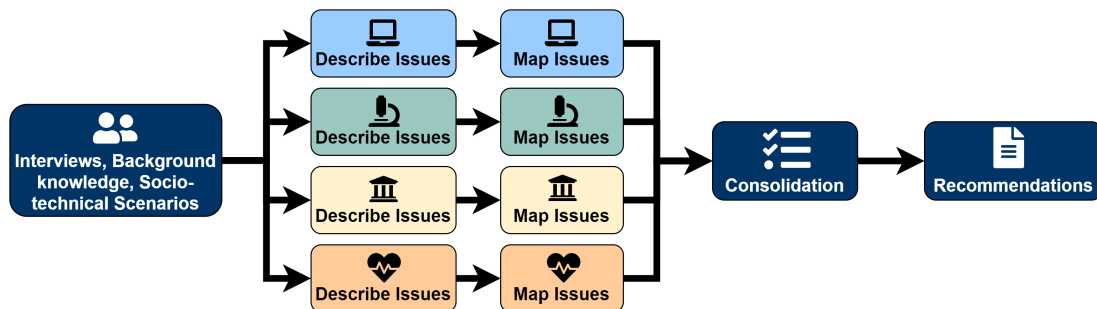 Interviews, Background
knowledge, Socio-
technical Scenarios
Describe Issues
Map Issues
Describe Issues
Map Issues
Describe Issues
Map Issues
Describe Issues
Map Issues
Consolidation
Recommendations